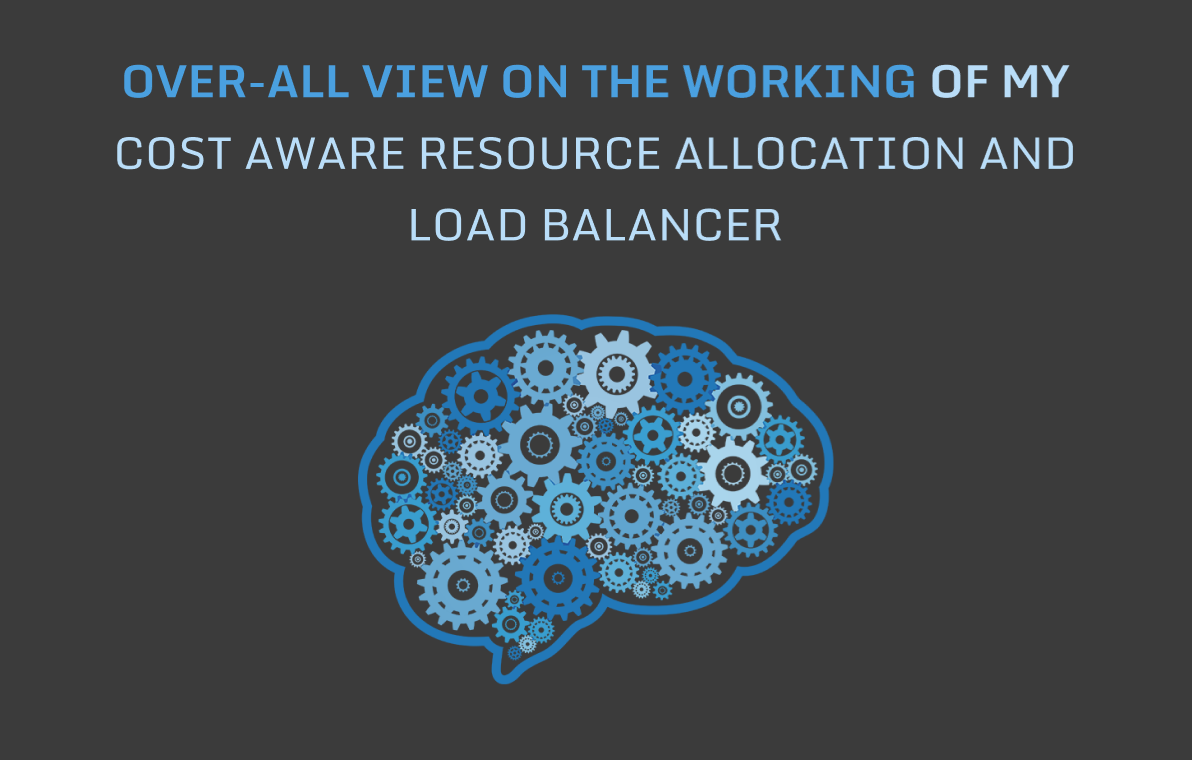 OVER-ALL VIEW ON THE WORKING OF MY
COST AWARE RESOURCE ALLOCATION AND
LOAD BALANCER